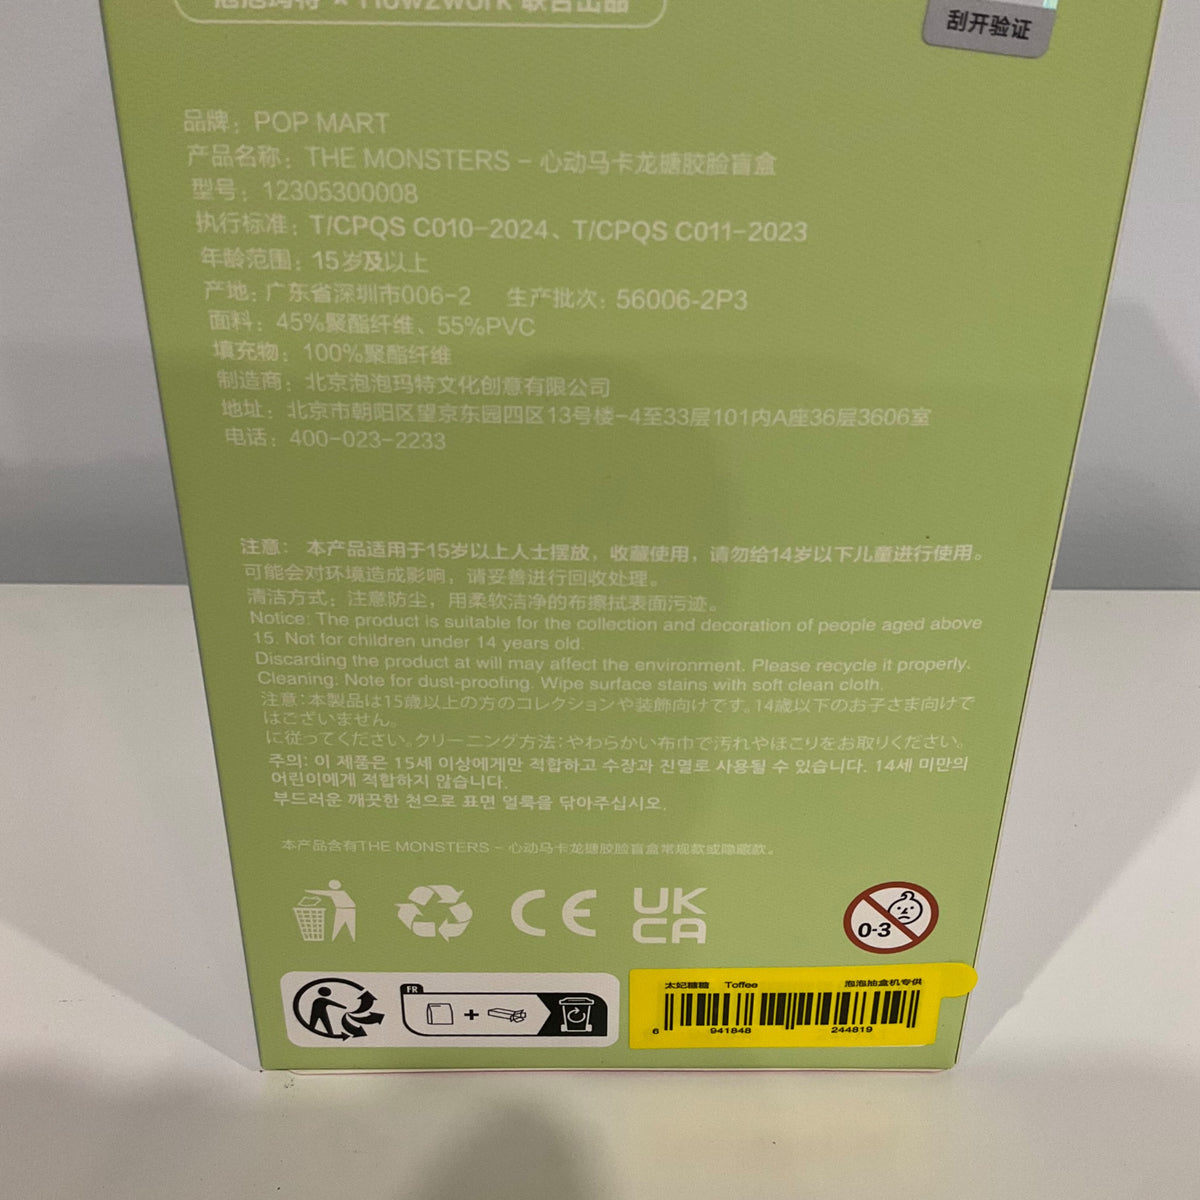 泡泡玛特 × How2work 联合出品
刮开验证
品牌：POP MART
产品名称：THE MONSTERS – 心动马卡龙搪胶脸盲盒
型号：12305300008
执行标准：T/CPQS C010-2024、T/CPQS C011-2023
年龄范围：15岁及以上
产地：广东省深圳市006-2 生产批次：56006-2P3
面料：45%聚酯纤维、55%PVC
填充物：100%聚酯纤维
制造商：北京泡泡玛特文化创意有限公司
地址：北京市朝阳区望京东园四区13号楼-4至33层101内A座36层3606室
电话：400-023-2233
注意：本产品适用于15岁以上人士摆放，收藏使用，请勿给14岁以下儿童进行使用。
可能会对环境造成影响，请妥善进行回收处理。
清洁方式：注意防尘，用柔软洁净的布擦拭表面污迹。
Notice: The product is suitable for the collection and decoration of people aged above
15. Not for children under 14 years old.
Discarding the product at will may affect the environment. Please recycle it properly.
Cleaning: Note for dust-proofing. Wipe surface stains with soft clean cloth.
注意：本製品は15歳以上の方のコレクションや装飾向けです。14歳以下のお子さま向けで
はございません。
に従ってください。クリーニング方法：やわらかい布巾で汚れやほこりをお取りください。
주의: 이 제품은 15세 이상에게만 적합하고 수장과 진열로 사용될 수 있습니다. 14세 미만의
어린이에게 적합하지 않습니다.
부드러운 깨끗한 천으로 표면 얼룩을 닦아주십시오.
本产品含有THE MONSTERS – 心动马卡龙搪胶脸盲盒常规款或隐藏款。
CE UK
CA
0-3
FR
太妃糖糖 Toffee 泡泡抽盒机专供
6 941848 244819